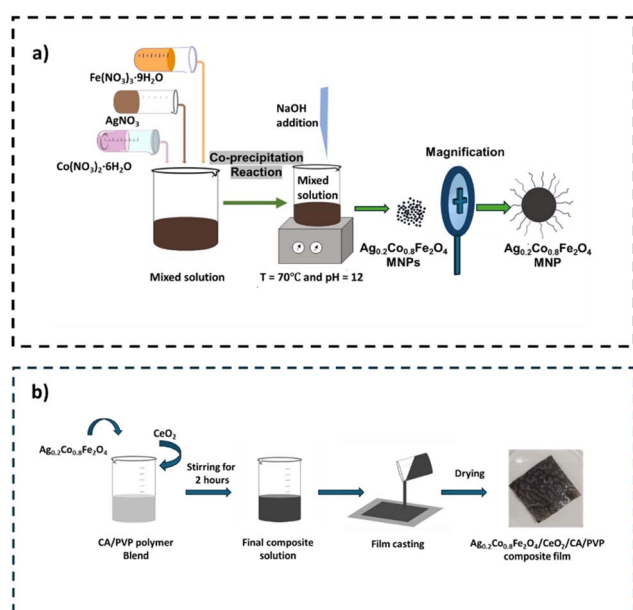 a)
Fe(NO₃)₃·9H₂O
AgNO₃
Co(NO₃)₂·6H₂O
Mixed solution
Co-precipitation
Reaction
NaOH
addition
Mixed
solution
T = 70℃ and pH = 12
Ag₀.₂Co₀.₈Fe₂O₄
MNPs
Magnification
Ag₀.₂Co₀.₈Fe₂O₄
MNP
b)
Ag₀.₂Co₀.₈Fe₂O₄
CeO₂
CA/PVP polymer
Blend
Stirring for
2 hours
Final composite
solution
Film casting
Drying
Ag₀.₂Co₀.₈Fe₂O₄/CeO₂/CA/PVP
composite film